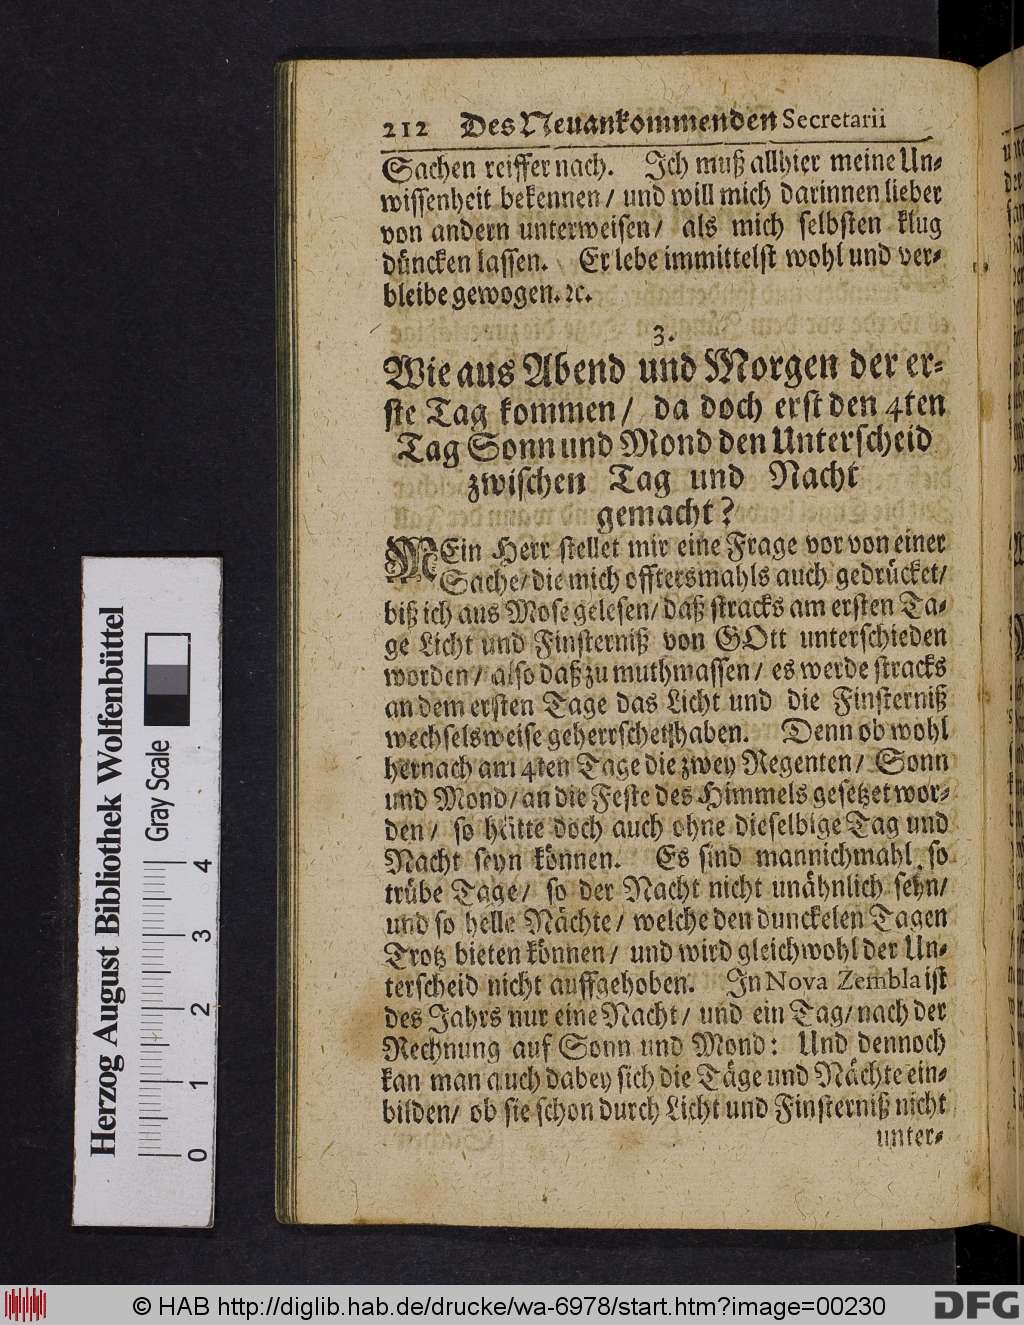 212 Des Neuankommenden Secretarii
Sachen reiffer nach. Ich muß allhier meine Un-
wissenheit bekennen/ und will mich darinnen lieber
von andern unterweisen/ als mich selbsten klug
düncken lassen. Er lebe immittelst wohl und ver-
bleibe gewogen. ꝛc.
3.
Wie aus Abend und Morgen der er-
ste Tag kommen/ da doch erst den 4ten
Tag Sonn und Mond den Unterscheid
zwischen Tag und Nacht
gemacht?
MEin Herr stellet mir eine Frage vor von einer
Sache/ die mich offtersmahls auch gedrücket/
biß ich aus Mose gelesen/ daß stracks am ersten Ta-
ge Licht und Finsterniß von GOtt unterschieden
worden/ also daß zu muthmassen/ es werde stracks
an dem ersten Tage das Licht und die Finsterniß
wechselsweise geherrschet haben. Denn ob wohl
hernach am 4ten Tage die zwey Regenten/ Sonn
und Mond/ an die Feste des Himmels gesetzet wor-
den/ so hätte doch auch ohne dieselbige Tag und
Nacht seyn können. Es sind mannichmahl so
trübe Tage/ so der Nacht nicht unähnlich sehn/
und so helle Nächte/ welche den dunckelen Tagen
Trotz bieten können/ und wird gleichwohl der Un-
terscheid nicht auffgehoben. In Nova Zembla ist
des Jahrs nur eine Nacht/ und ein Tag/ nach der
Rechnung auf Sonn und Mond: Und dennoch
kan man auch dabey sich die Täge und Nächte ein-
bilden/ ob sie schon durch Licht und Finsterniß nicht
unter-
Herzog August Bibliothek Wolfenbüttel
Gray Scale
0 1 2 3 4
© HAB http://diglib.hab.de/drucke/wa-6978/start.htm?image=00230
DFG